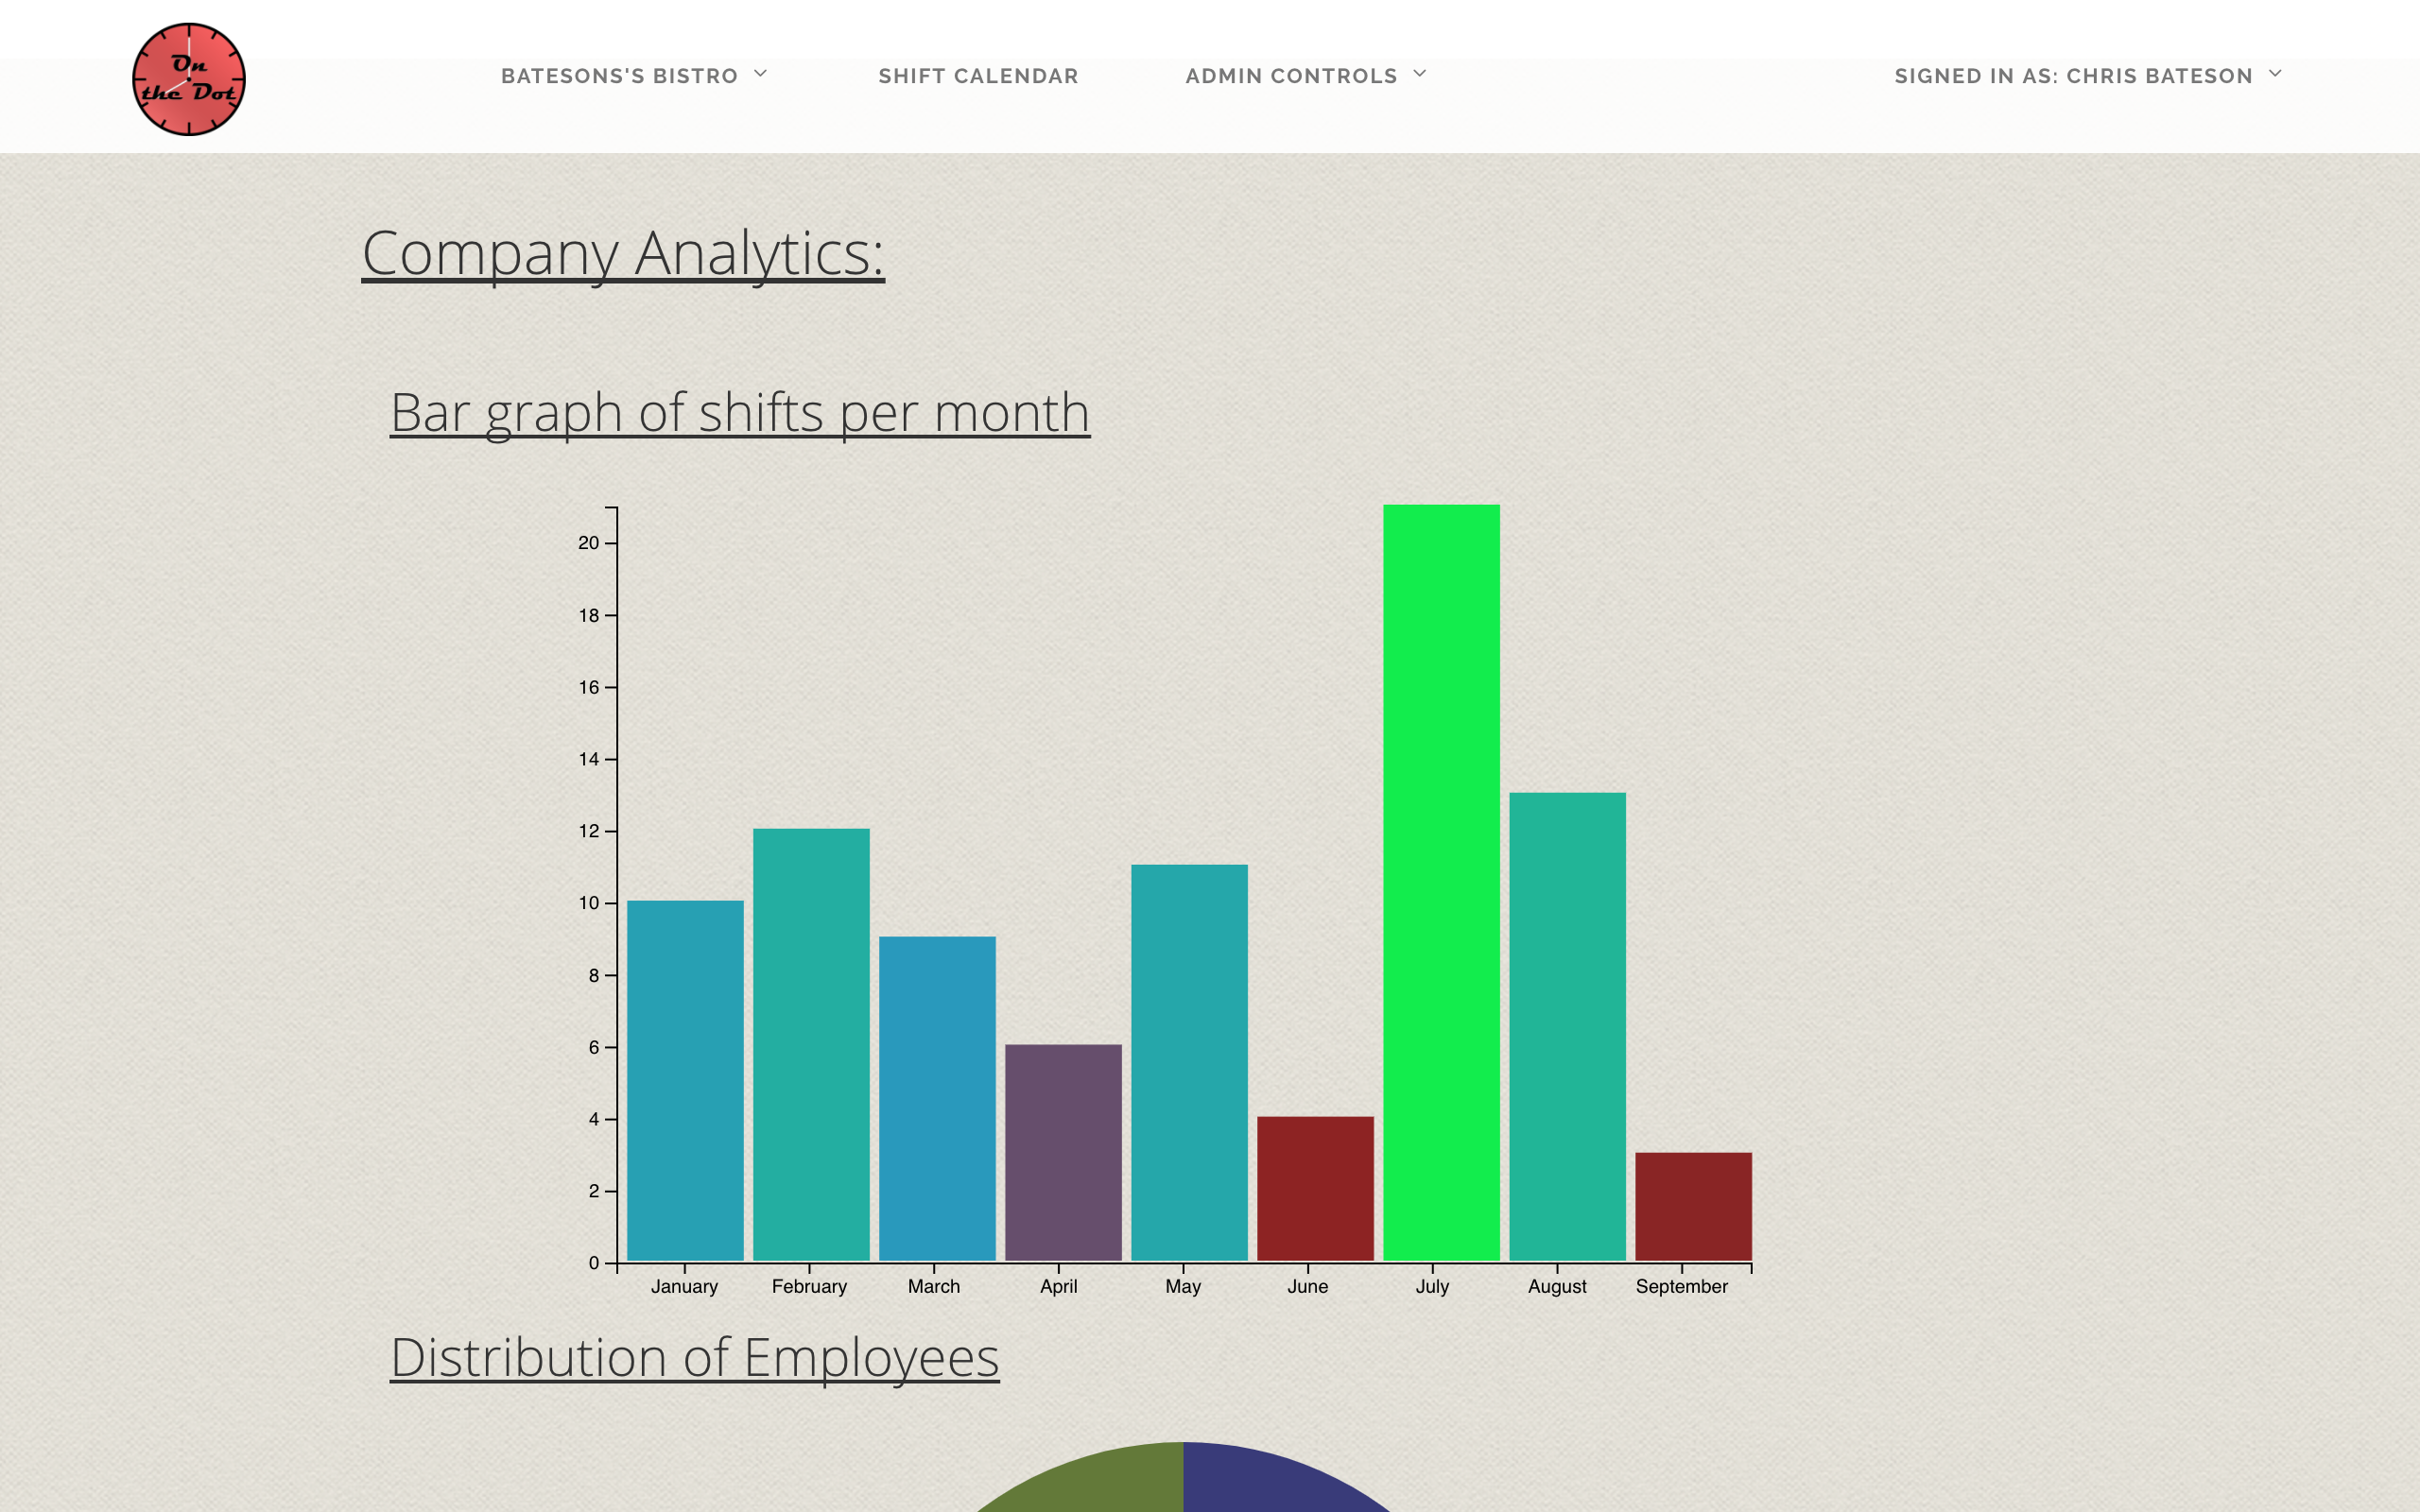 On
the Dot
BATESONS'S BISTRO
SHIFT CALENDAR
ADMIN CONTROLS
SIGNED IN AS: CHRIS BATESON
Company Analytics:
Bar graph of shifts per month
20
18
16
14
12
10
8
6
4
2
0
January February March April May June July August September
Distribution of Employees